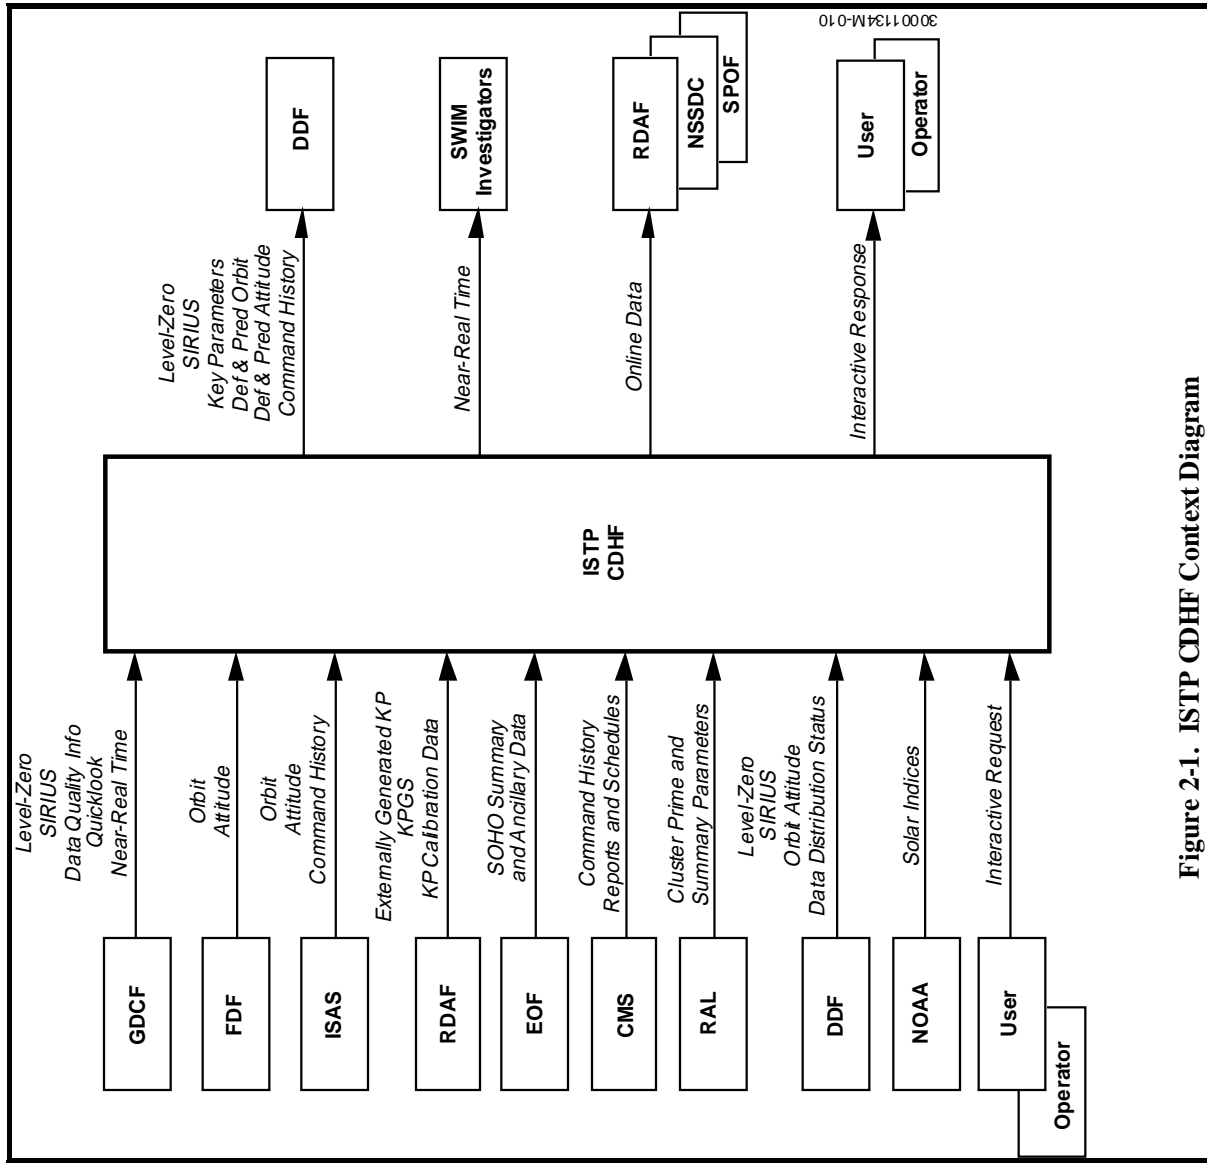 Level-Zero
SIRIUS
Data Quality Info
Quicklook
Near-Real Time
GDCF
Orbit
Attitude
FDF
Orbit
Attitude
Command History
ISAS
Externally Generated KP
KPGS
KP Calibration Data
RDAF
SOHO Summary
and Ancillary Data
EOF
Command History
Reports and Schedules
CMS
Cluster Prime and
Summary Parameters
RAL
Level-Zero
SIRIUS
Orbit Attitude
Data Distribution Status
DDF
Solar Indices
NOAA
Interactive Request
User
Operator
ISTP
CDHF
Level-Zero
SIRIUS
Key Parameters
Def & Pred Orbit
Def & Pred Attitude
Command History
DDF
Near-Real Time
SWIM
Investigators
Online Data
RDAF
NSSDC
SPOF
Interactive Response
User
Operator
30001134M-010
Figure 2-1. ISTP CDHF Context Diagram